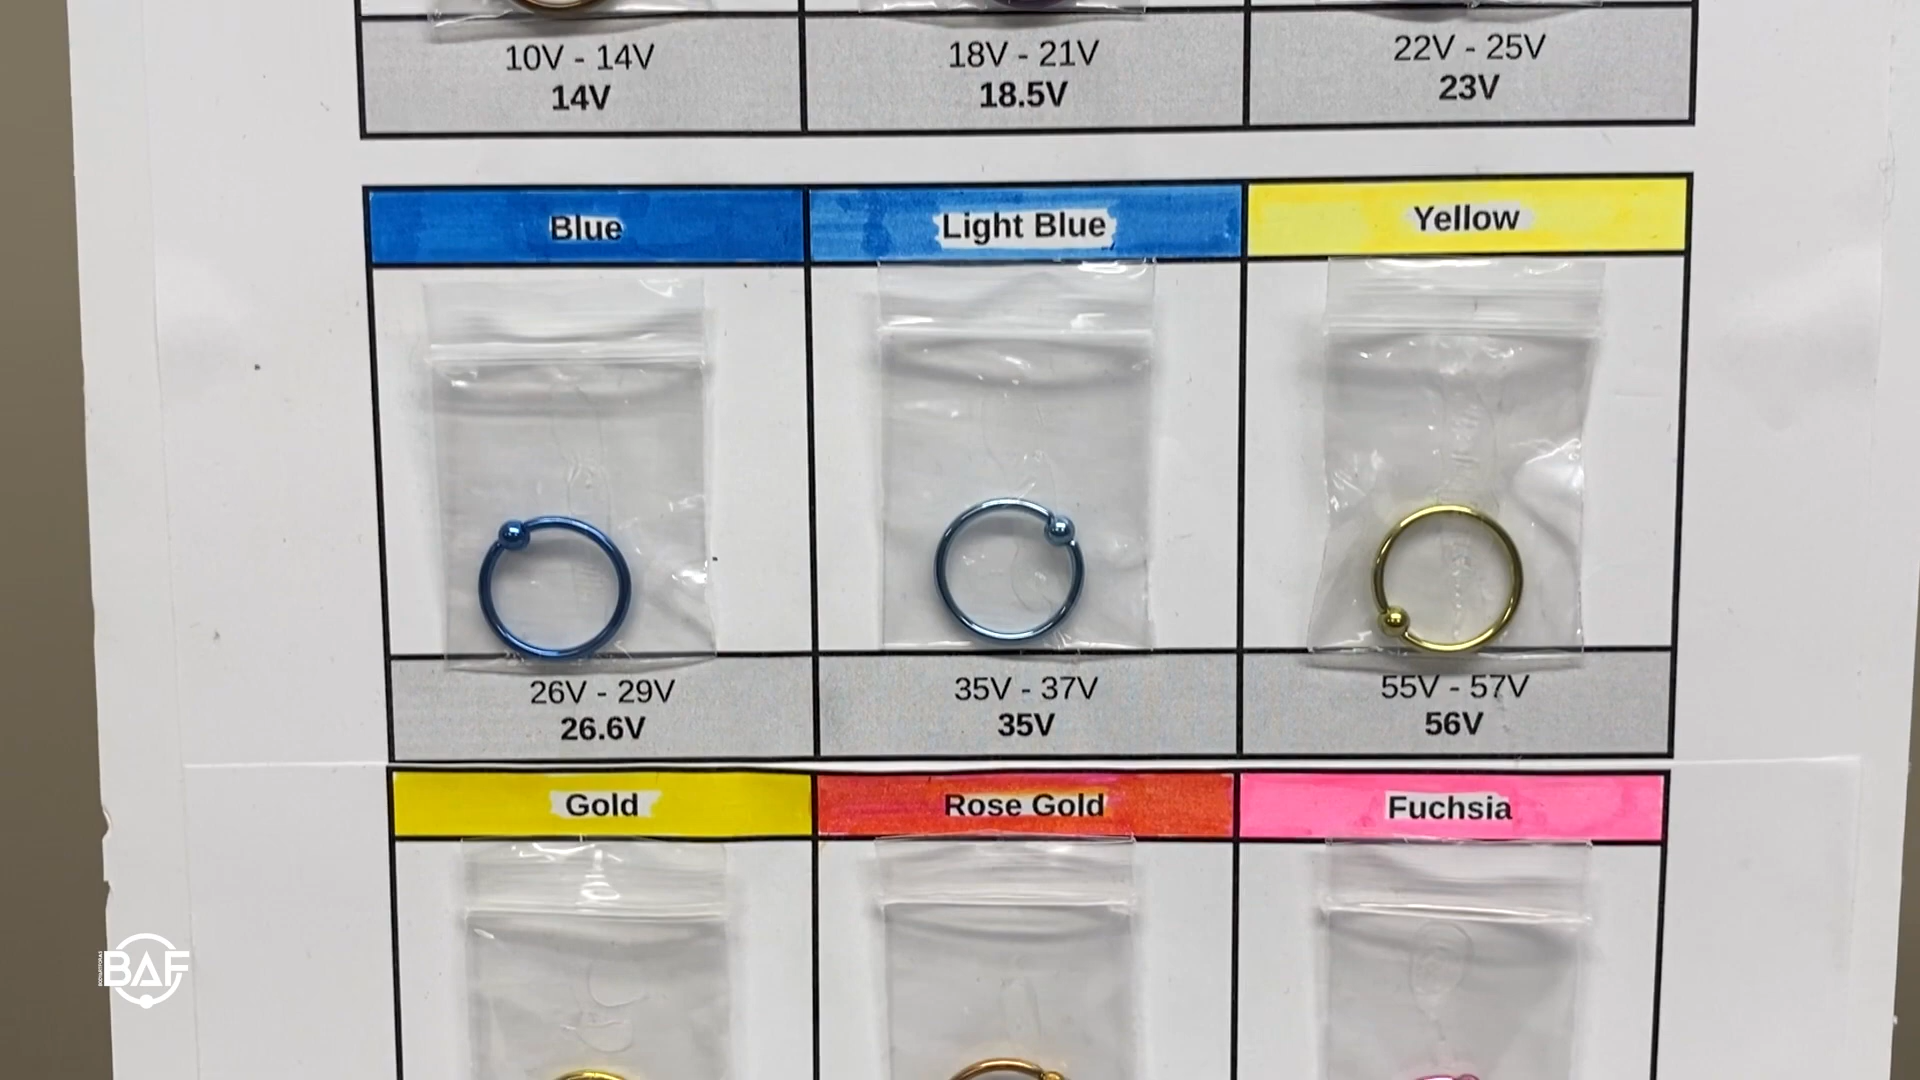 10V - 14V
14V
18V - 21V
18.5V
22V - 25V
23V
Blue
Light Blue
Yellow
26V - 29V
26.6V
35V - 37V
35V
55V - 57V
56V
Gold
Rose Gold
Fuchsia
BAF